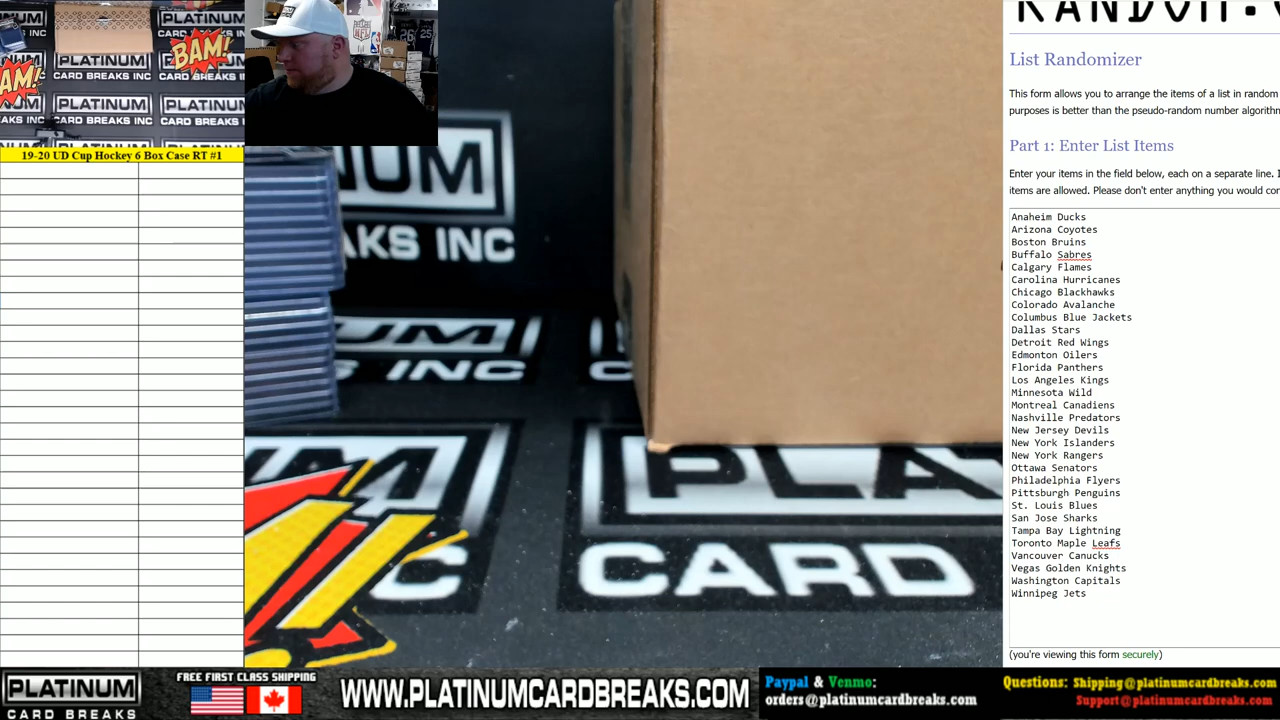 PLATINUM
CARD BREAKS INC
BAM!
PLATINUM
PLATINUM
19-20 UD Cup Hockey 6 Box Case RT #1
NFL
26
25
CARD
List Randomizer
This form allows you to arrange the items of a list in random
purposes is better than the pseudo-random number algorithm
Part 1: Enter List Items
Enter your items in the field below, each on a separate line.
items are allowed. Please don't enter anything you would
Anaheim Ducks
Arizona Coyotes
Boston Bruins
Buffalo Sabres
Calgary Flames
Carolina Hurricanes
Chicago Blackhawks
Colorado Avalanche
Columbus Blue Jackets
Dallas Stars
Detroit Red Wings
Edmonton Oilers
Florida Panthers
Los Angeles Kings
Minnesota Wild
Montreal Canadiens
Nashville Predators
New Jersey Devils
New York Islanders
New York Rangers
Ottawa Senators
Philadelphia Flyers
Pittsburgh Penguins
St. Louis Blues
San Jose Sharks
Tampa Bay Lightning
Toronto Maple Leafs
Vancouver Canucks
Vegas Golden Knights
Washington Capitals
Winnipeg Jets
(you're viewing this form securely)
PLATINUM
CARD BREAKS
FREE FIRST CLASS SHIPPING
WWW.PLATINUMCARDBREAKS.COM
Paypal & Venmo:
orders@platinumcardbreaks.com
Questions: Shipping@platinumcardbreaks.com
Support@platinumcardbreaks.com